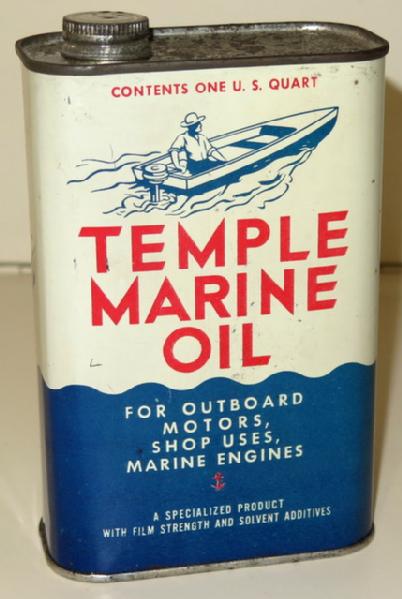 CONTENTS ONE U. S. QUART
TEMPLE
MARINE
OIL
FOR OUTBOARD
MOTORS,
SHOP USES,
MARINE ENGINES
A SPECIALIZED PRODUCT
WITH FILM STRENGTH AND SOLVENT ADDITIVES